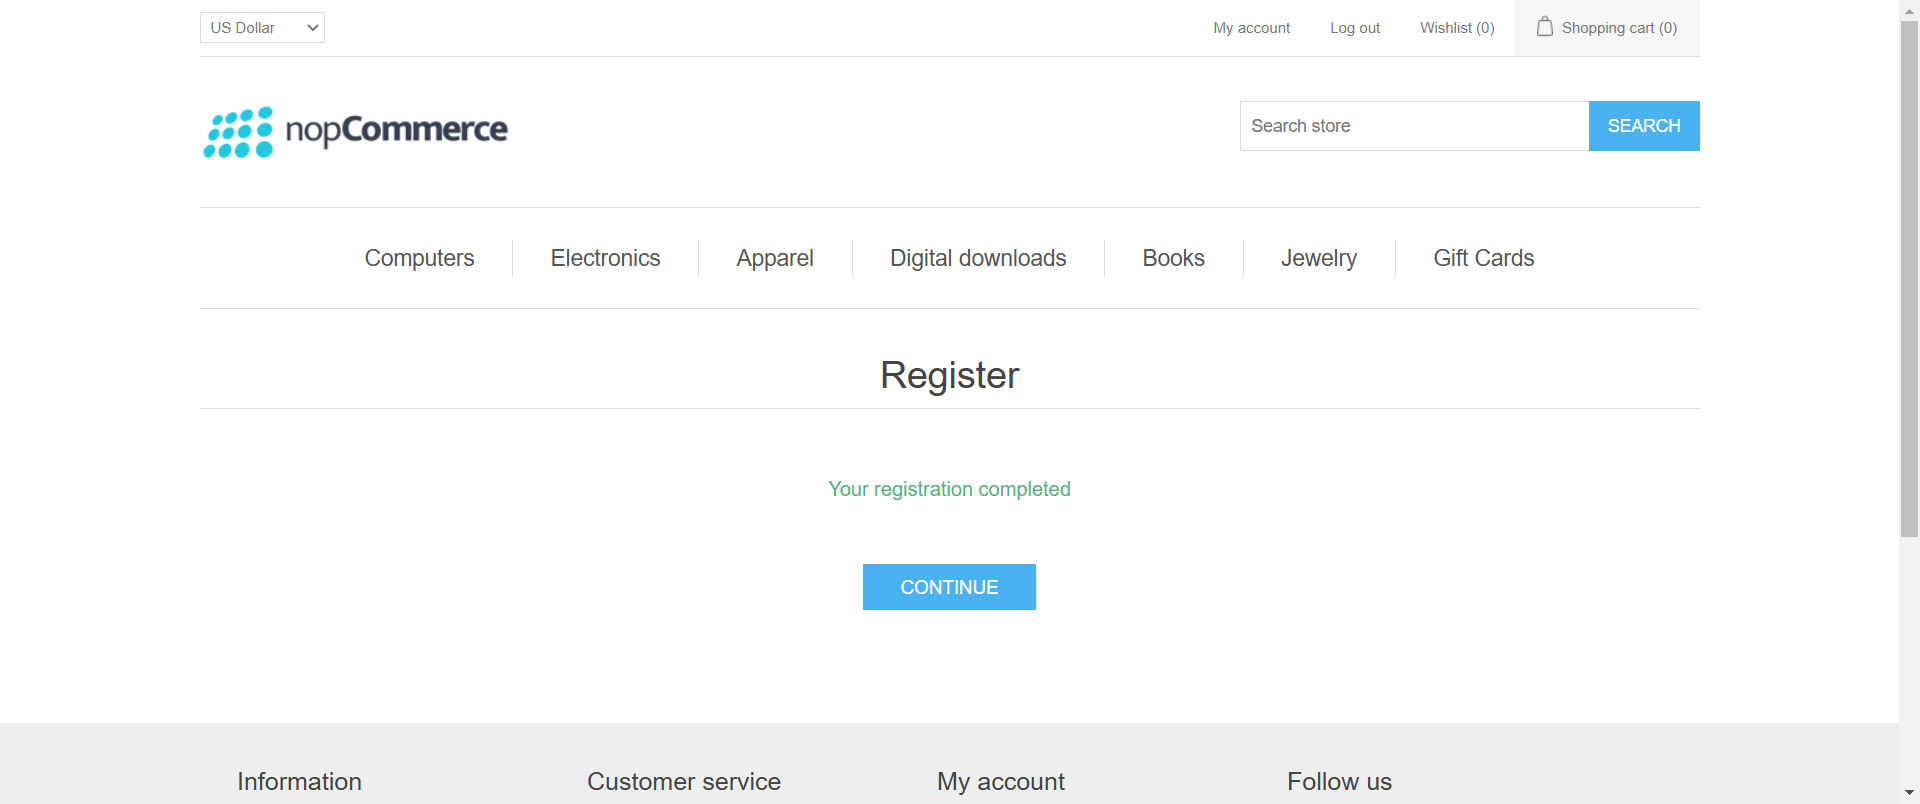 US Dollar
My account
Log out
Wishlist (0)
Shopping cart (0)
nopCommerce
Search store
SEARCH
Computers
Electronics
Apparel
Digital downloads
Books
Jewelry
Gift Cards
Register
Your registration completed
CONTINUE
Information
Customer service
My account
Follow us